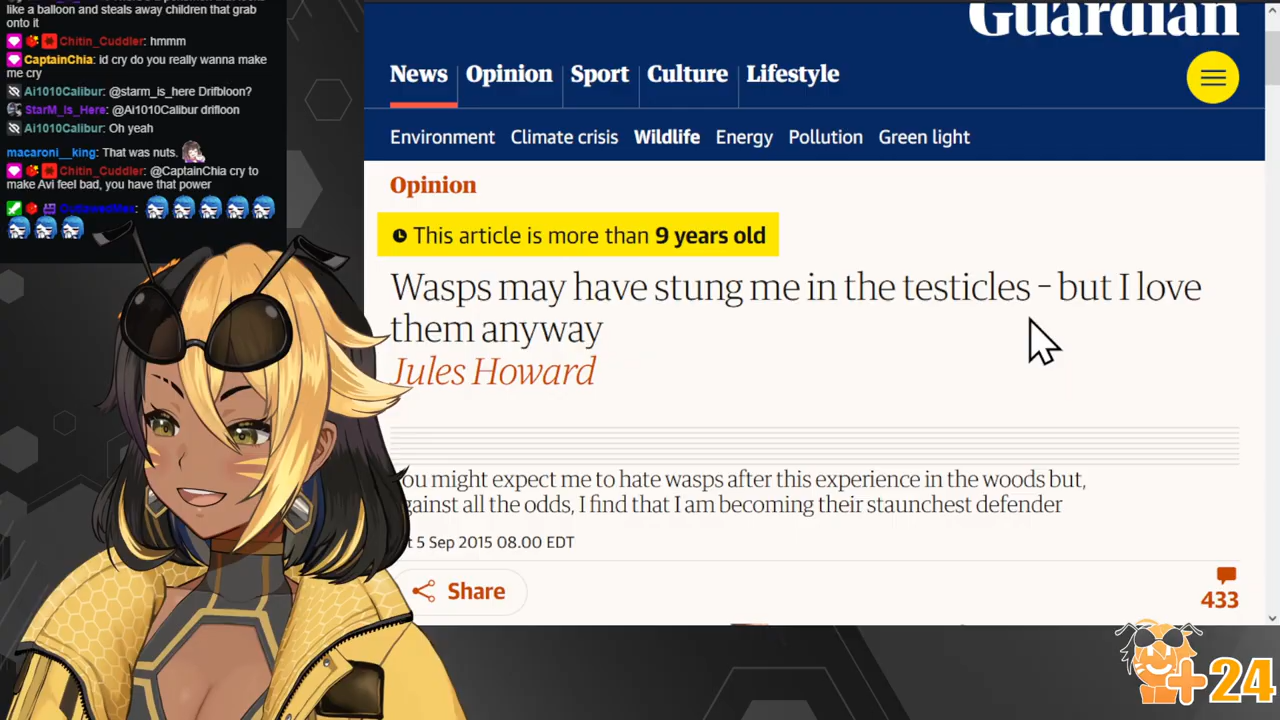 like a balloon and steals away children that grab
onto it
Chitin_Cuddler: hmmm
CaptainChia: id cry do you really wanna make
me cry
Ai1010Calibur: @starm_is_here Drifbloon?
StarM_Is_Here: @Ai1010Calibur drifloon
Ai1010Calibur: Oh yeah
macaroni__king: That was nuts.
Chitin_Cuddler: @CaptainChia cry to
make Avi feel bad, you have that power
Guardian
News
Opinion
Sport
Culture
Lifestyle
Environment
Climate crisis
Wildlife
Energy
Pollution
Green light
Opinion
This article is more than 9 years old
Wasps may have stung me in the testicles – but I love
them anyway
Jules Howard
ou might expect me to hate wasps after this experience in the woods but,
gainst all the odds, I find that I am becoming their staunchest defender
t 5 Sep 2015 08.00 EDT
Share
433
+24